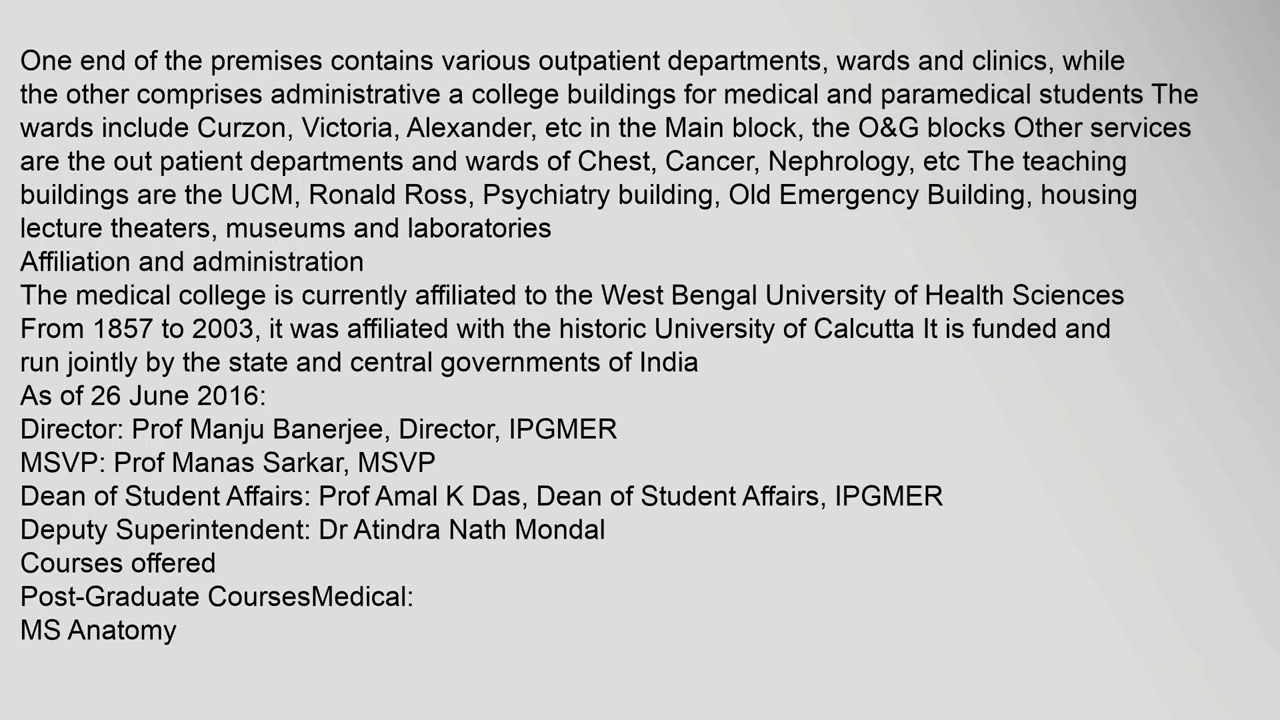 One end of the premises contains various outpatient departments, wards and clinics, while
the other comprises administrative a college buildings for medical and paramedical students The
wards include Curzon, Victoria, Alexander, etc in the Main block, the O&G blocks Other services
are the out patient departments and wards of Chest, Cancer, Nephrology, etc The teaching
buildings are the UCM, Ronald Ross, Psychiatry building, Old Emergency Building, housing
lecture theaters, museums and laboratories
Affiliation and administration
The medical college is currently affiliated to the West Bengal University of Health Sciences
From 1857 to 2003, it was affiliated with the historic University of Calcutta It is funded and
run jointly by the state and central governments of India
As of 26 June 2016:
Director: Prof Manju Banerjee, Director, IPGMER
MSVP: Prof Manas Sarkar, MSVP
Dean of Student Affairs: Prof Amal K Das, Dean of Student Affairs, IPGMER
Deputy Superintendent: Dr Atindra Nath Mondal
Courses offered
Post-Graduate CoursesMedical:
MS Anatomy